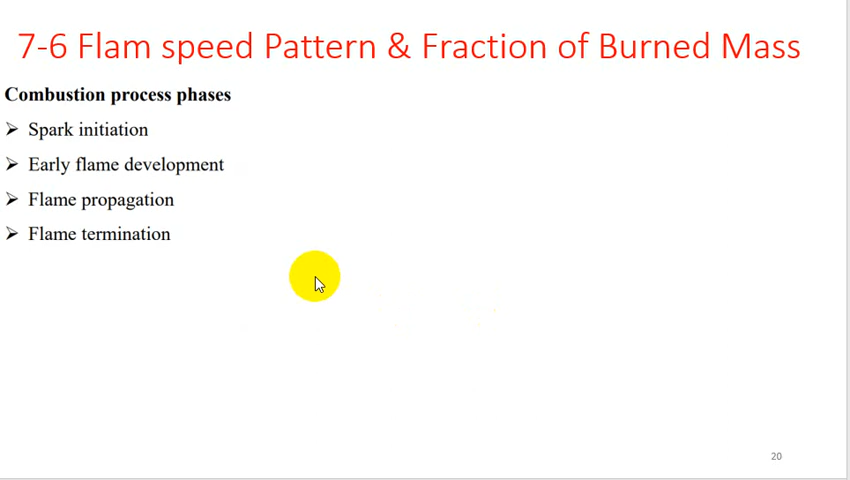 7-6 Flam speed Pattern & Fraction of Burned Mass
Combustion process phases
➢ Spark initiation
➢ Early flame development
➢ Flame propagation
➢ Flame termination
20